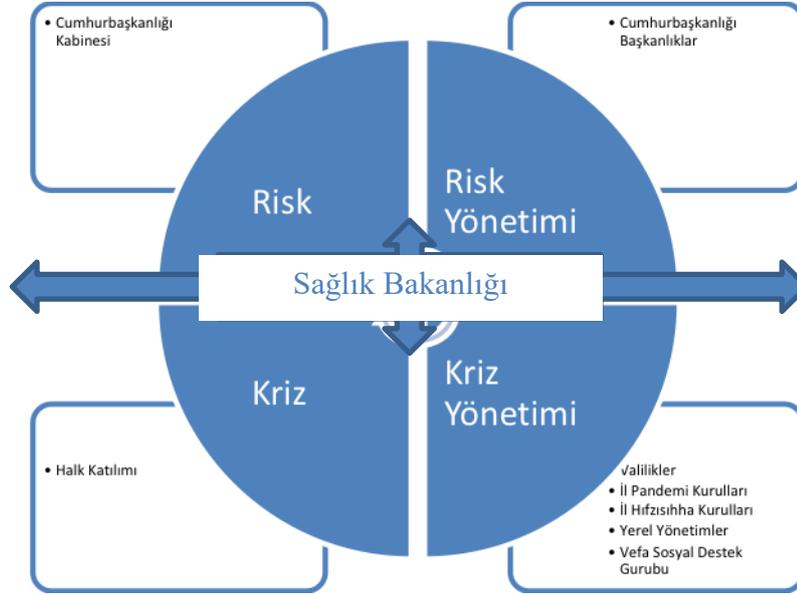 • Cumhurbaşkanlığı
Kabinesi
• Cumhurbaşkanlığı
Başkanlıklar
Risk
Risk
Yönetimi
Sağlık Bakanlığı
Kriz
Kriz
Yönetimi
• Halk Katılımı
Valilikler
• İl Pandemi Kurulları
• İl Hıfzısıhha Kurulları
• Yerel Yönetimler
• Vefa Sosyal Destek
Gurubu